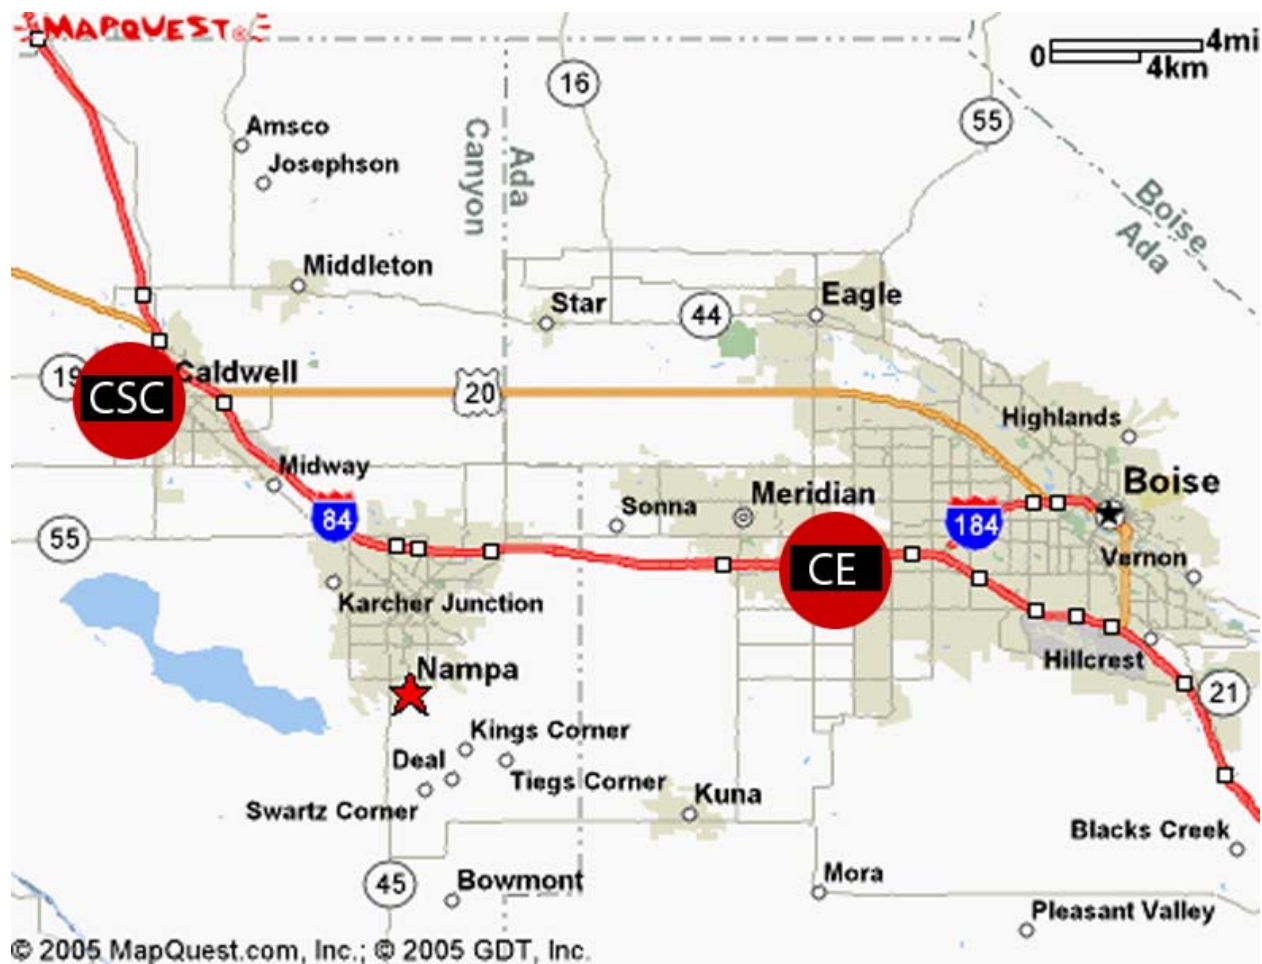 MAPQUEST
0
4mi
4km
16
55
Amsco
Josephson
Canyon
Ada
Boise
Ada
Middleton
Star
44
Eagle
19
Caldwell
CSC
20
Highlands
Midway
Boise
84
Sonna
Meridian
184
55
CE
Vernon
Karcher Junction
Hillcrest
Nampa
21
Kings Corner
Deal
Tiegs Corner
Swartz Corner
Kuna
Blacks Creek
45
Bowmont
Mora
Pleasant Valley
© 2005 MapQuest.com, Inc.; © 2005 GDT, Inc.